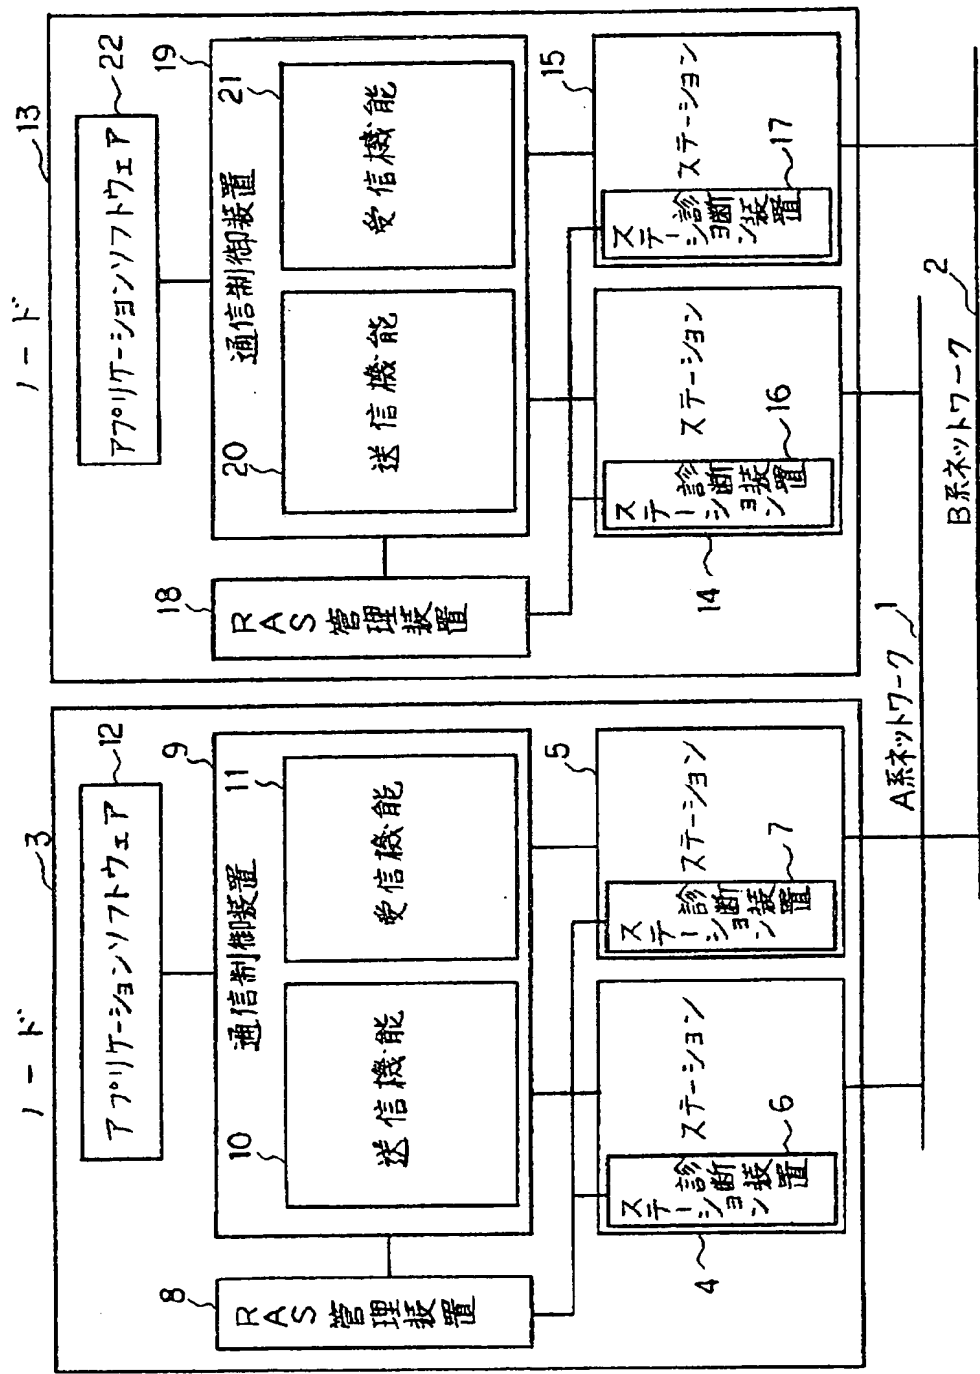 ノード
3
アプリケーションソフトウェア
12
通信制御装置
9
送信機能
10
受信機能
11
RAS管理装置
8
ステーション
4
ステーション
診断装置
6
ステーション
5
ステーション
診断装置
7
ノード
13
アプリケーションソフトウェア
22
通信制御装置
19
送信機能
20
受信機能
21
RAS管理装置
18
ステーション
14
ステーション
診断装置
16
ステーション
15
ステーション
診断装置
17
A系ネットワーク
1
B系ネットワーク
2